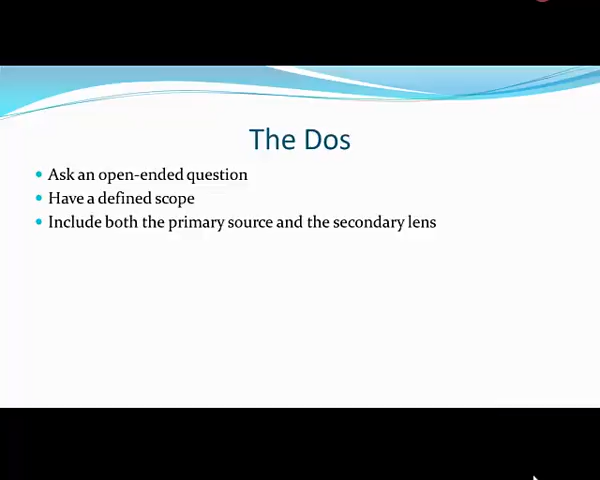 The Dos
Ask an open-ended question
Have a defined scope
Include both the primary source and the secondary lens